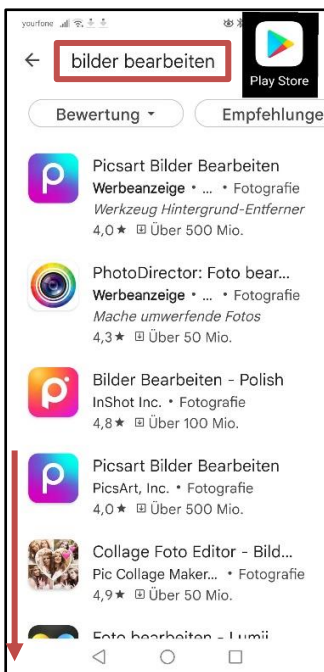 yourfone
bilder bearbeiten
Play Store
Bewertung
Empfehlunge
Picsart Bilder Bearbeiten
Werbeanzeige • ... • Fotografie
Werkzeug Hintergrund-Entferner
4,0★ Über 500 Mio.
PhotoDirector: Foto bear...
Werbeanzeige • ... • Fotografie
Mache umwerfende Fotos
4,3★ Über 50 Mio.
Bilder Bearbeiten - Polish
InShot Inc. • Fotografie
4,8★ Über 100 Mio.
Picsart Bilder Bearbeiten
PicsArt, Inc. • Fotografie
4,0★ Über 500 Mio.
Collage Foto Editor - Bild...
Pic Collage Maker... • Fotografie
4,9★ Über 50 Mio.
Foto bearbeiten - Lumii